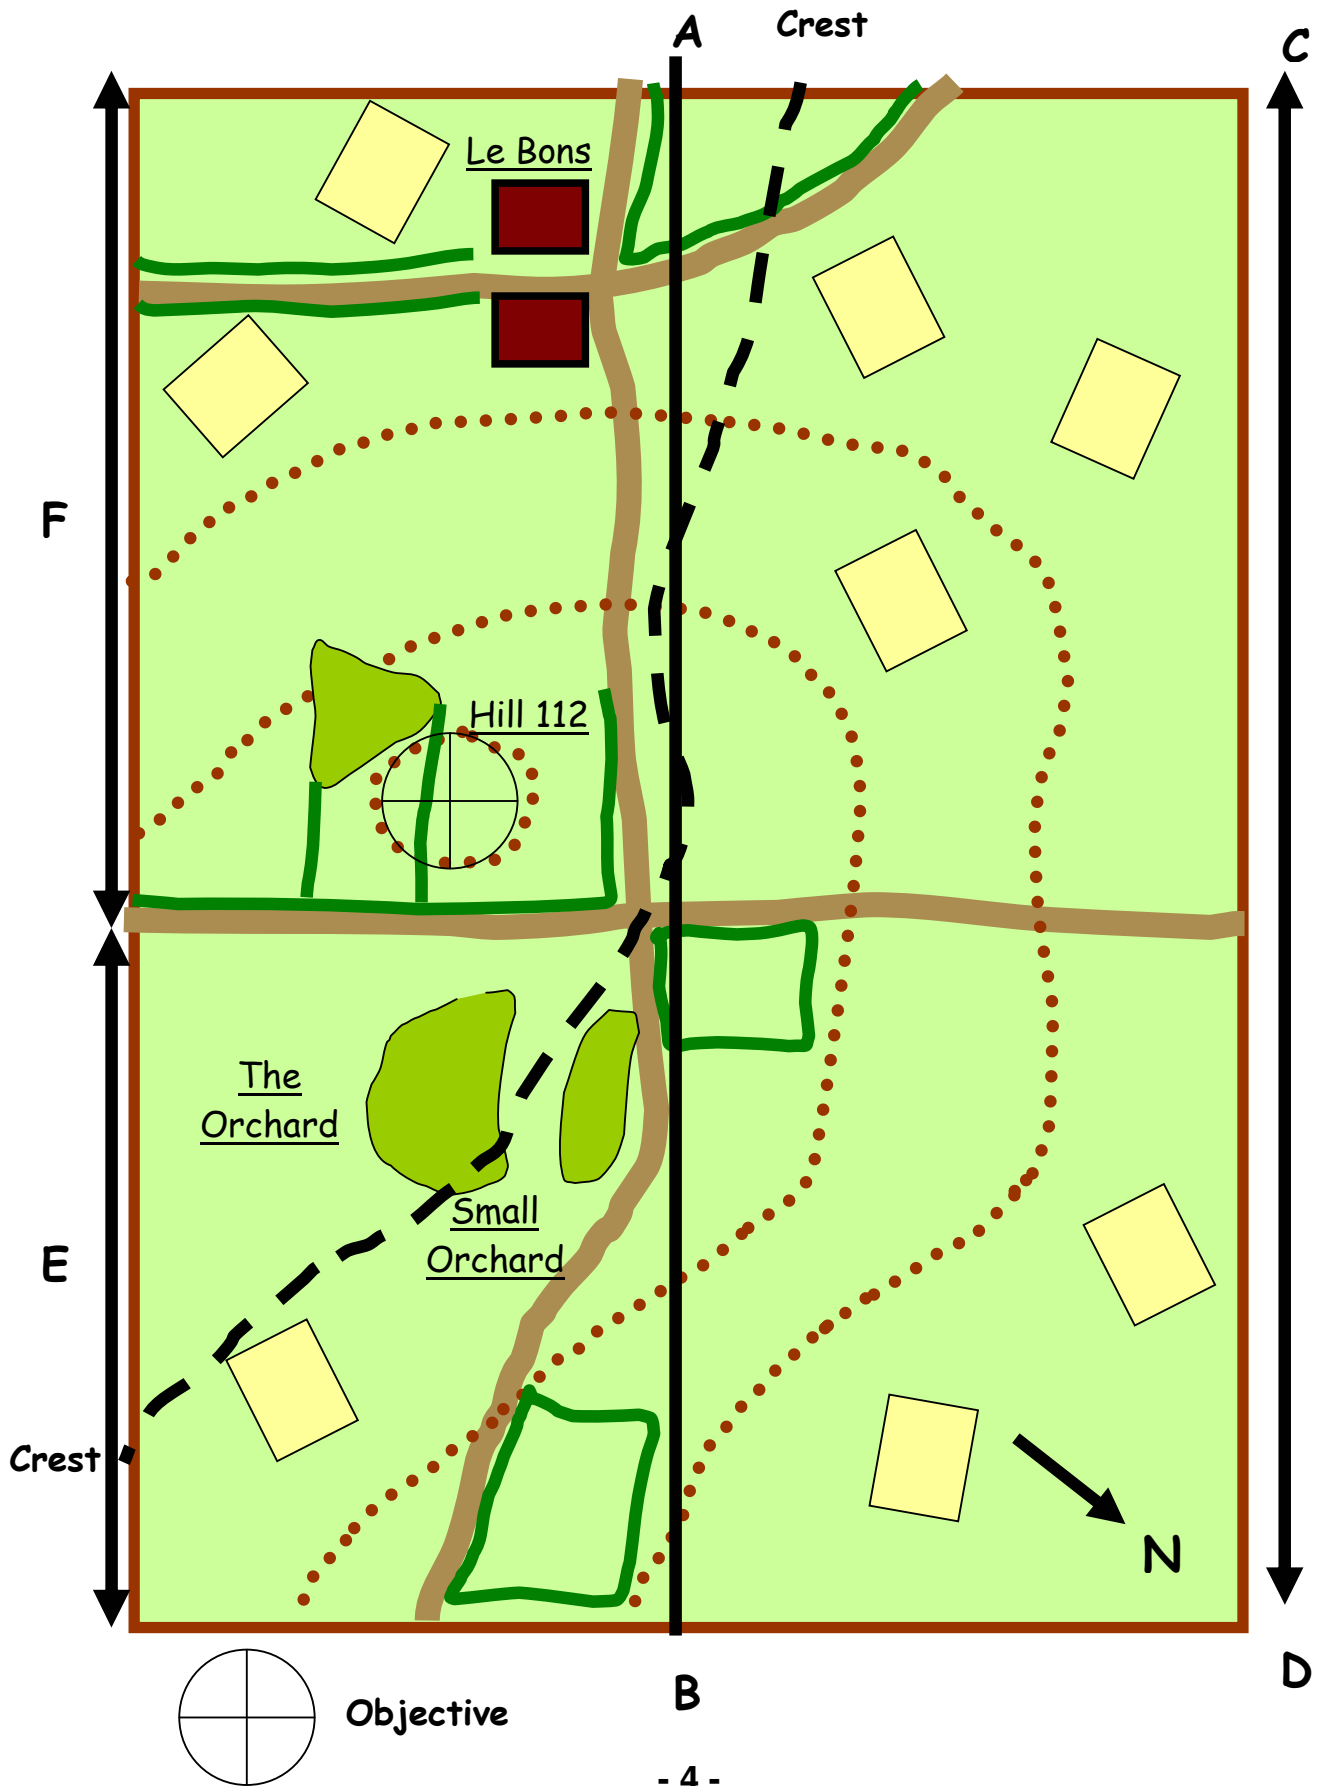 A
Crest
C
Le Bons
F
Hill 112
The
Orchard
Small
Orchard
E
Crest
N
B
D
Objective
- 4 -